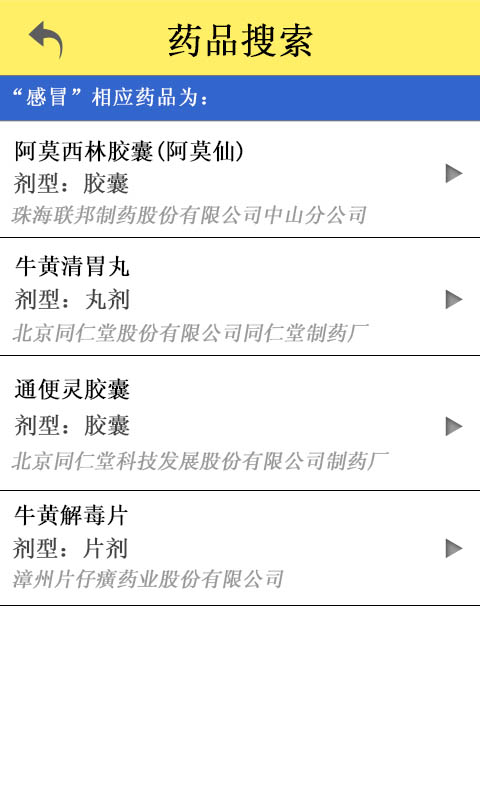 药品搜索
“感冒”相应药品为：
阿莫西林胶囊(阿莫仙)
剂型：胶囊
珠海联邦制药股份有限公司中山分公司
牛黄清胃丸
剂型：丸剂
北京同仁堂股份有限公司同仁堂制药厂
通便灵胶囊
剂型：胶囊
北京同仁堂科技发展股份有限公司制药厂
牛黄解毒片
剂型：片剂
漳州片仔癀药业股份有限公司